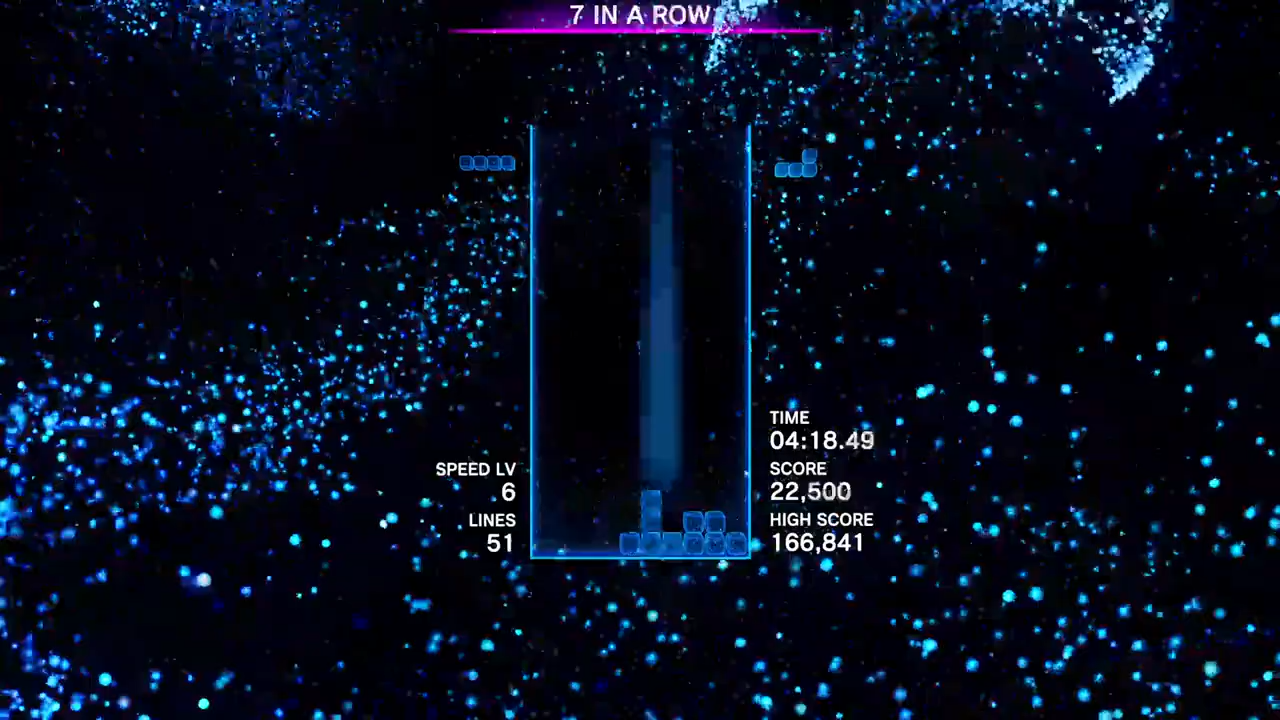 7 IN A ROW
SPEED LV
6
LINES
51
TIME
04:18.49
SCORE
22,500
HIGH SCORE
166,841